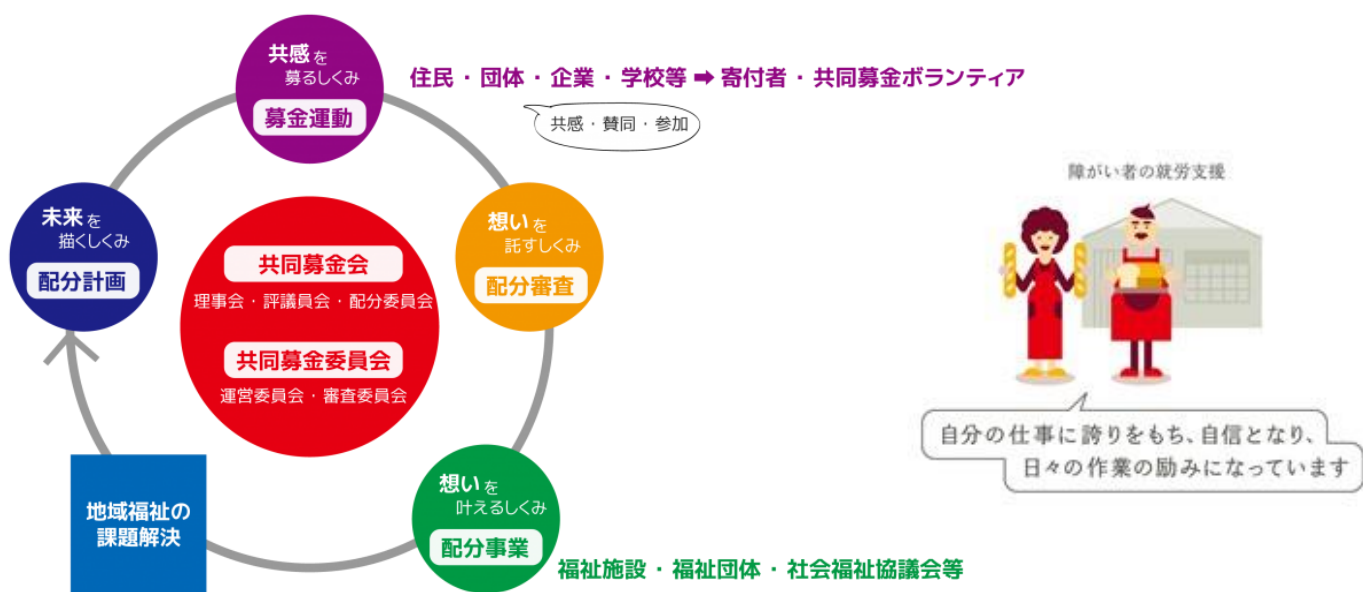 共感を
募るしくみ
募金運動
住民・団体・企業・学校等➡寄付者・共同募金ボランティア
共感・賛同・参加
未来を
描くしくみ
配分計画
想いを
託すしくみ
配分審査
共同募金会
理事会・評議員会・配分委員会
共同募金委員会
運営委員会・審査委員会
地域福祉の
課題解決
想いを
叶えるしくみ
配分事業
福祉施設・福祉団体・社会福祉協議会等
障がい者の就労支援
自分の仕事に誇りをもち、自信となり、
日々の作業の励みになっています